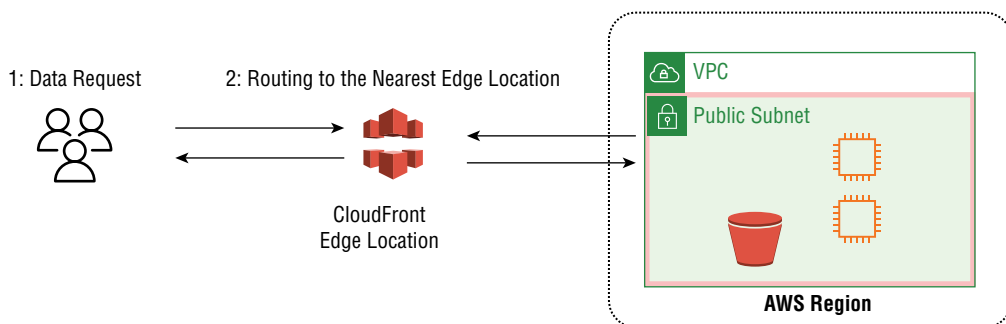 1: Data Request
2: Routing to the Nearest Edge Location
VPC
Public Subnet
CloudFront
Edge Location
AWS Region